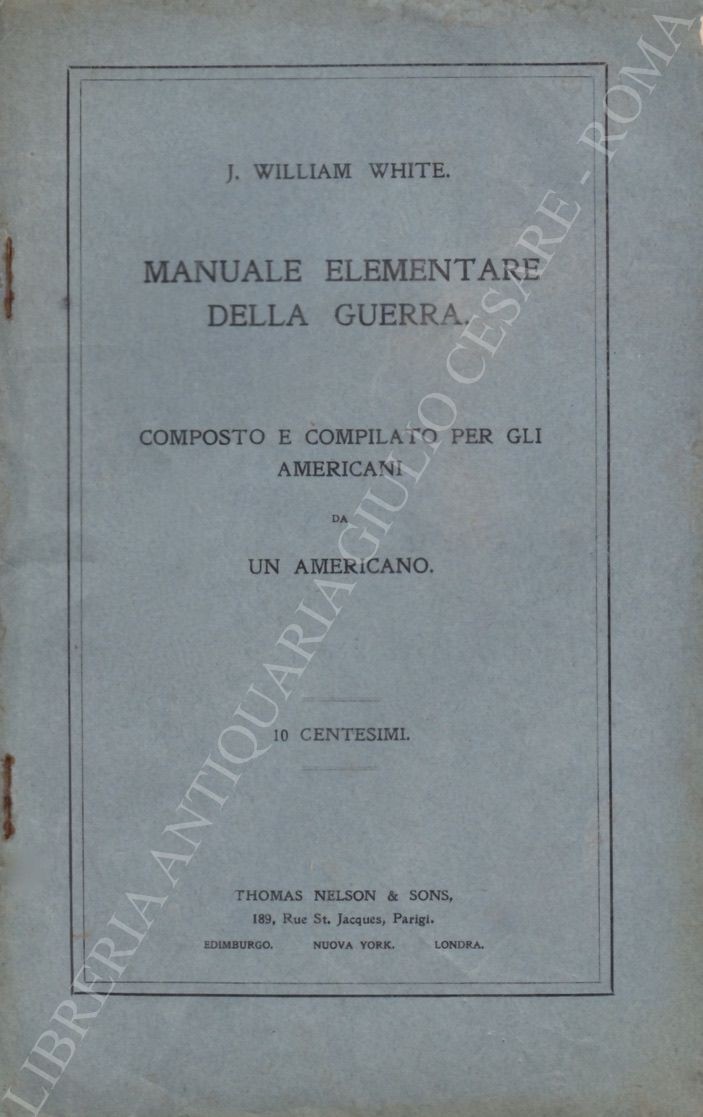 J. WILLIAM WHITE.
MANUALE ELEMENTARE
DELLA GUERRA.
COMPOSTO E COMPILATO PER GLI
AMERICANI
DA
UN AMERICANO.
10 CENTESIMI.
THOMAS NELSON & SONS,
189, Rue St. Jacques, Parigi.
EDIMBURGO. NUOVA YORK. LONDRA.
LIBRERIA ANTIQUARIA GIULIO CESARE - ROMA